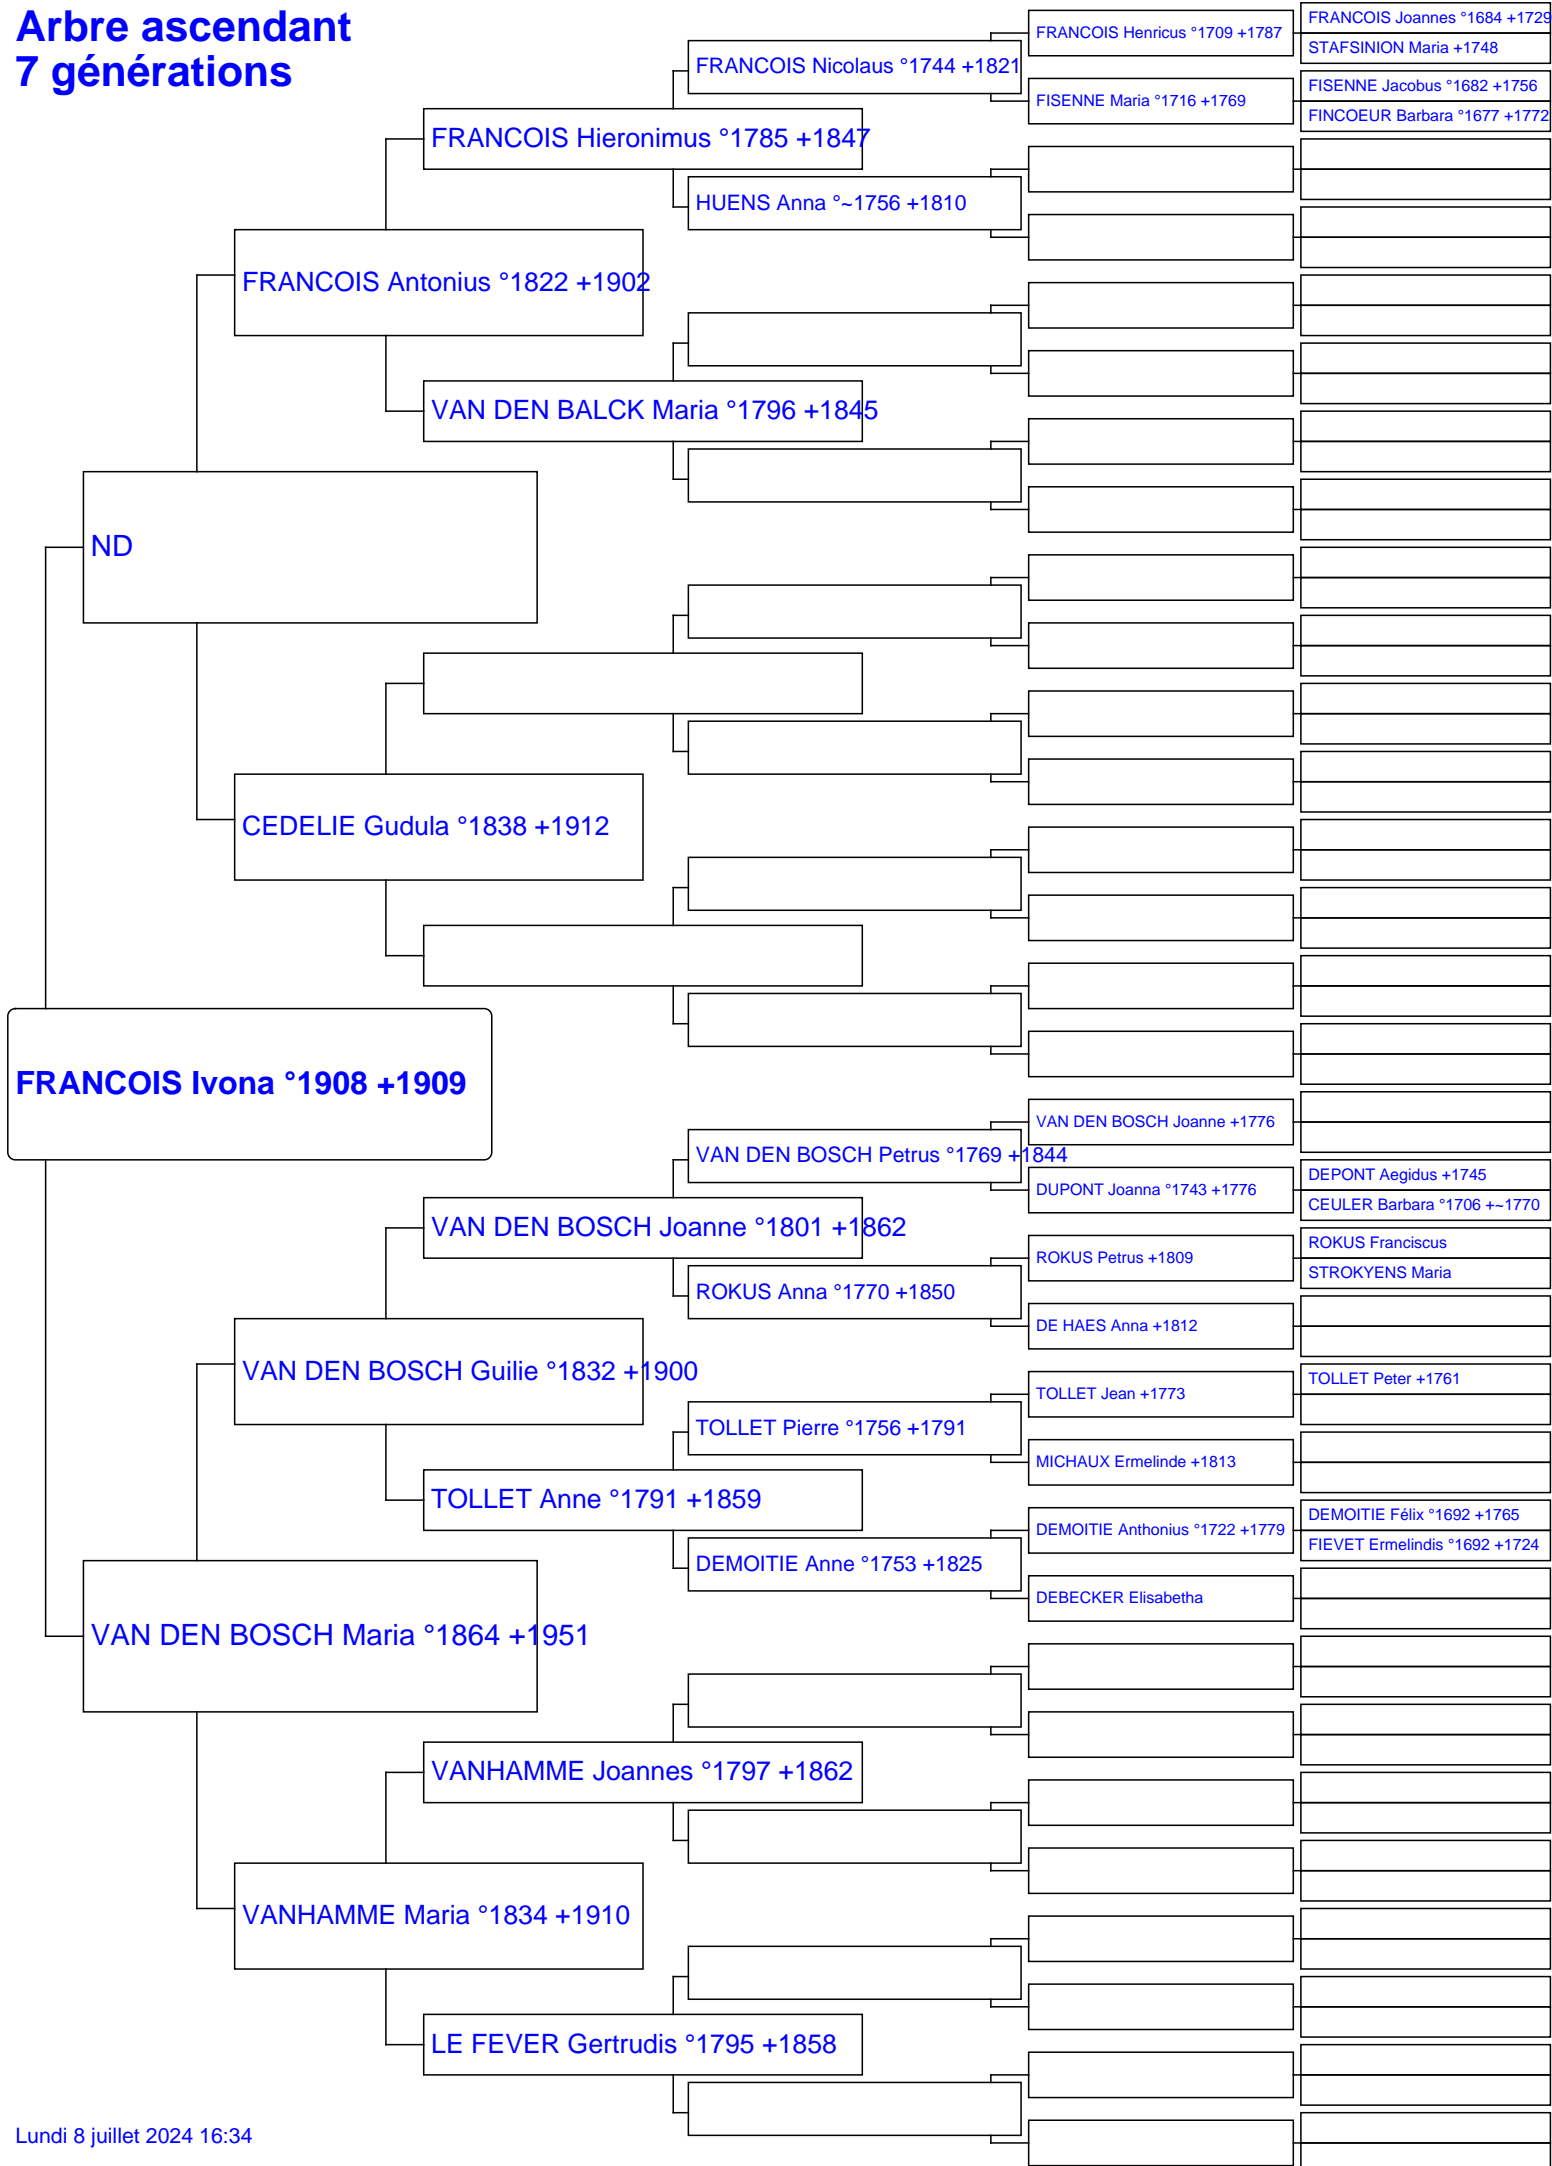 Arbre ascendant
7 générations
FRANCOIS Joannes °1684 +1729
FRANCOIS Henricus °1709 +1787
STAFSINION Maria +1748
FRANCOIS Nicolaus °1744 +1821
FISENNE Jacobus °1682 +1756
FISENNE Maria °1716 +1769
FINCOEUR Barbara °1677 +1772
FRANCOIS Hieronimus °1785 +1847
HUENS Anna °~1756 +1810
FRANCOIS Antonius °1822 +1902
VAN DEN BALCK Maria °1796 +1845
ND
CEDELIE Gudula °1838 +1912
FRANCOIS Ivona °1908 +1909
VAN DEN BOSCH Joanne +1776
VAN DEN BOSCH Petrus °1769 +1844
DEPONT Aegidus +1745
DUPONT Joanna °1743 +1776
CEULER Barbara °1706 +~1770
VAN DEN BOSCH Joanne °1801 +1862
ROKUS Franciscus
ROKUS Petrus +1809
STROKYENS Maria
ROKUS Anna °1770 +1850
DE HAES Anna +1812
VAN DEN BOSCH Guilie °1832 +1900
TOLLET Peter +1761
TOLLET Jean +1773
TOLLET Pierre °1756 +1791
MICHAUX Ermelinde +1813
TOLLET Anne °1791 +1859
DEMOITIE Félix °1692 +1765
DEMOITIE Anthonius °1722 +1779
FIEVET Ermelindis °1692 +1724
DEMOITIE Anne °1753 +1825
DEBECKER Elisabetha
VAN DEN BOSCH Maria °1864 +1951
VANHAMME Joannes °1797 +1862
VANHAMME Maria °1834 +1910
LE FEVER Gertrudis °1795 +1858
Lundi 8 juillet 2024 16:34